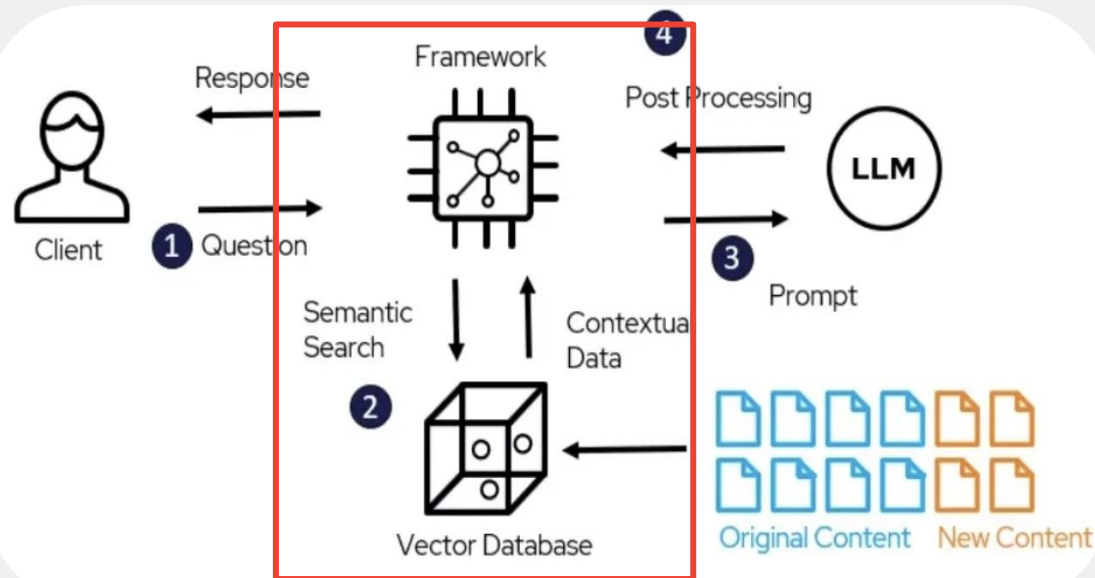 4
Framework
Response
Post Processing
LLM
Client
1
Question
3
Prompt
Semantic
Search
Contextual
Data
2
Vector Database
Original Content
New Content